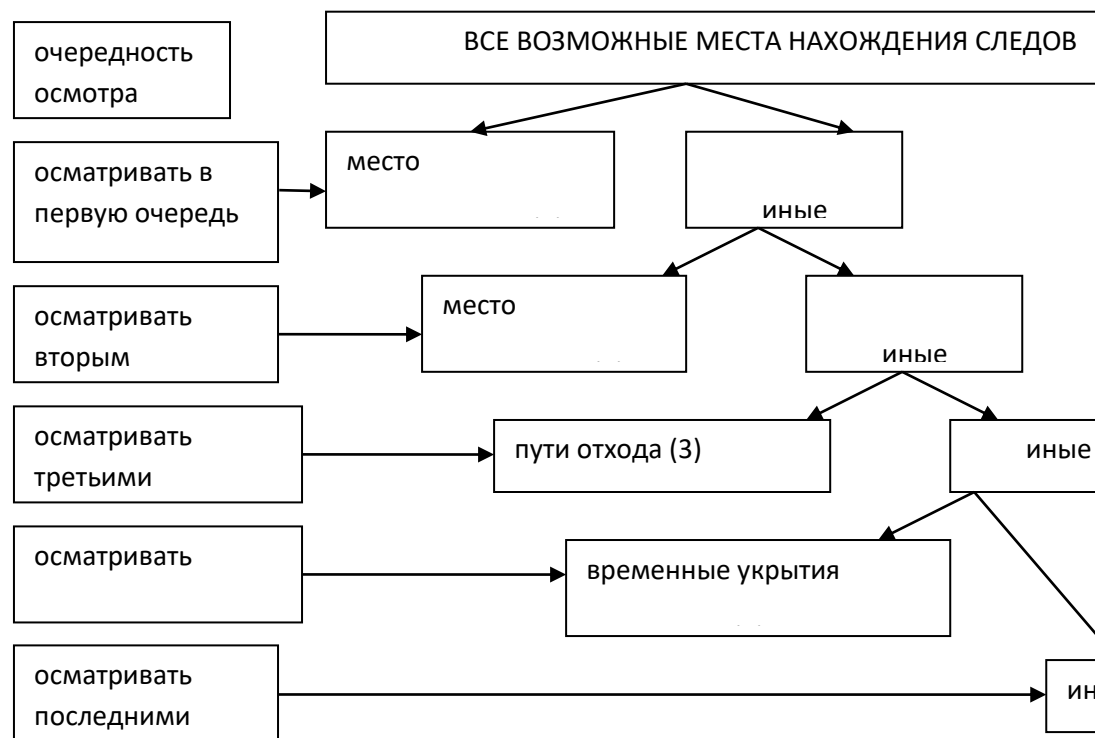 очередность
осмотра
ВСЕ ВОЗМОЖНЫЕ МЕСТА НАХОЖДЕНИЯ СЛЕДОВ
осматривать в
первую очередь
место
иные
осматривать
вторым
место
иные
осматривать
третьими
пути отхода (3)
иные
осматривать
временные укрытия
осматривать
последними
ин